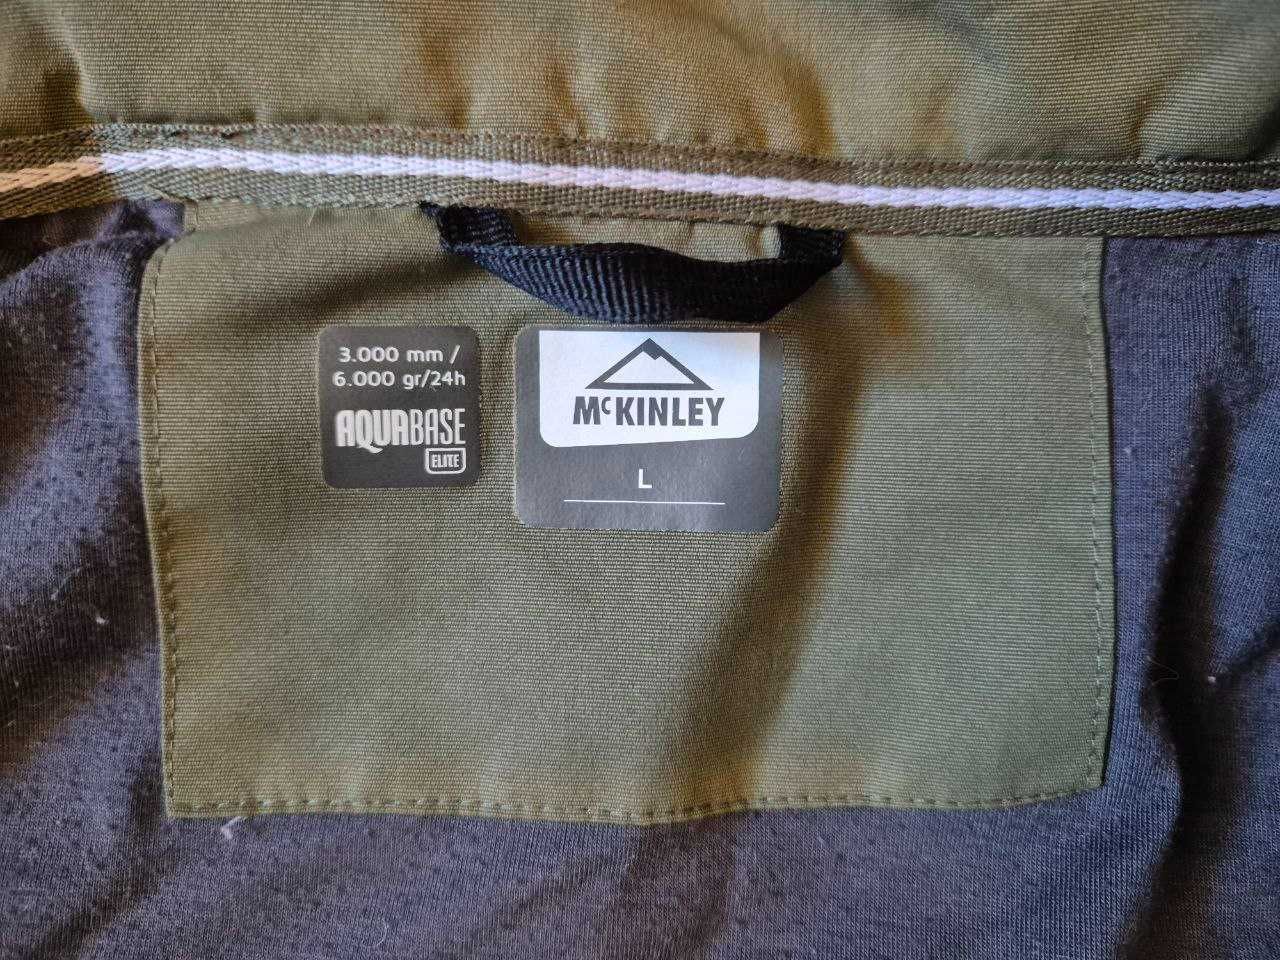 3.000 mm /
6.000 gr/24h
AQUABASE
ELITE
McKINLEY
L